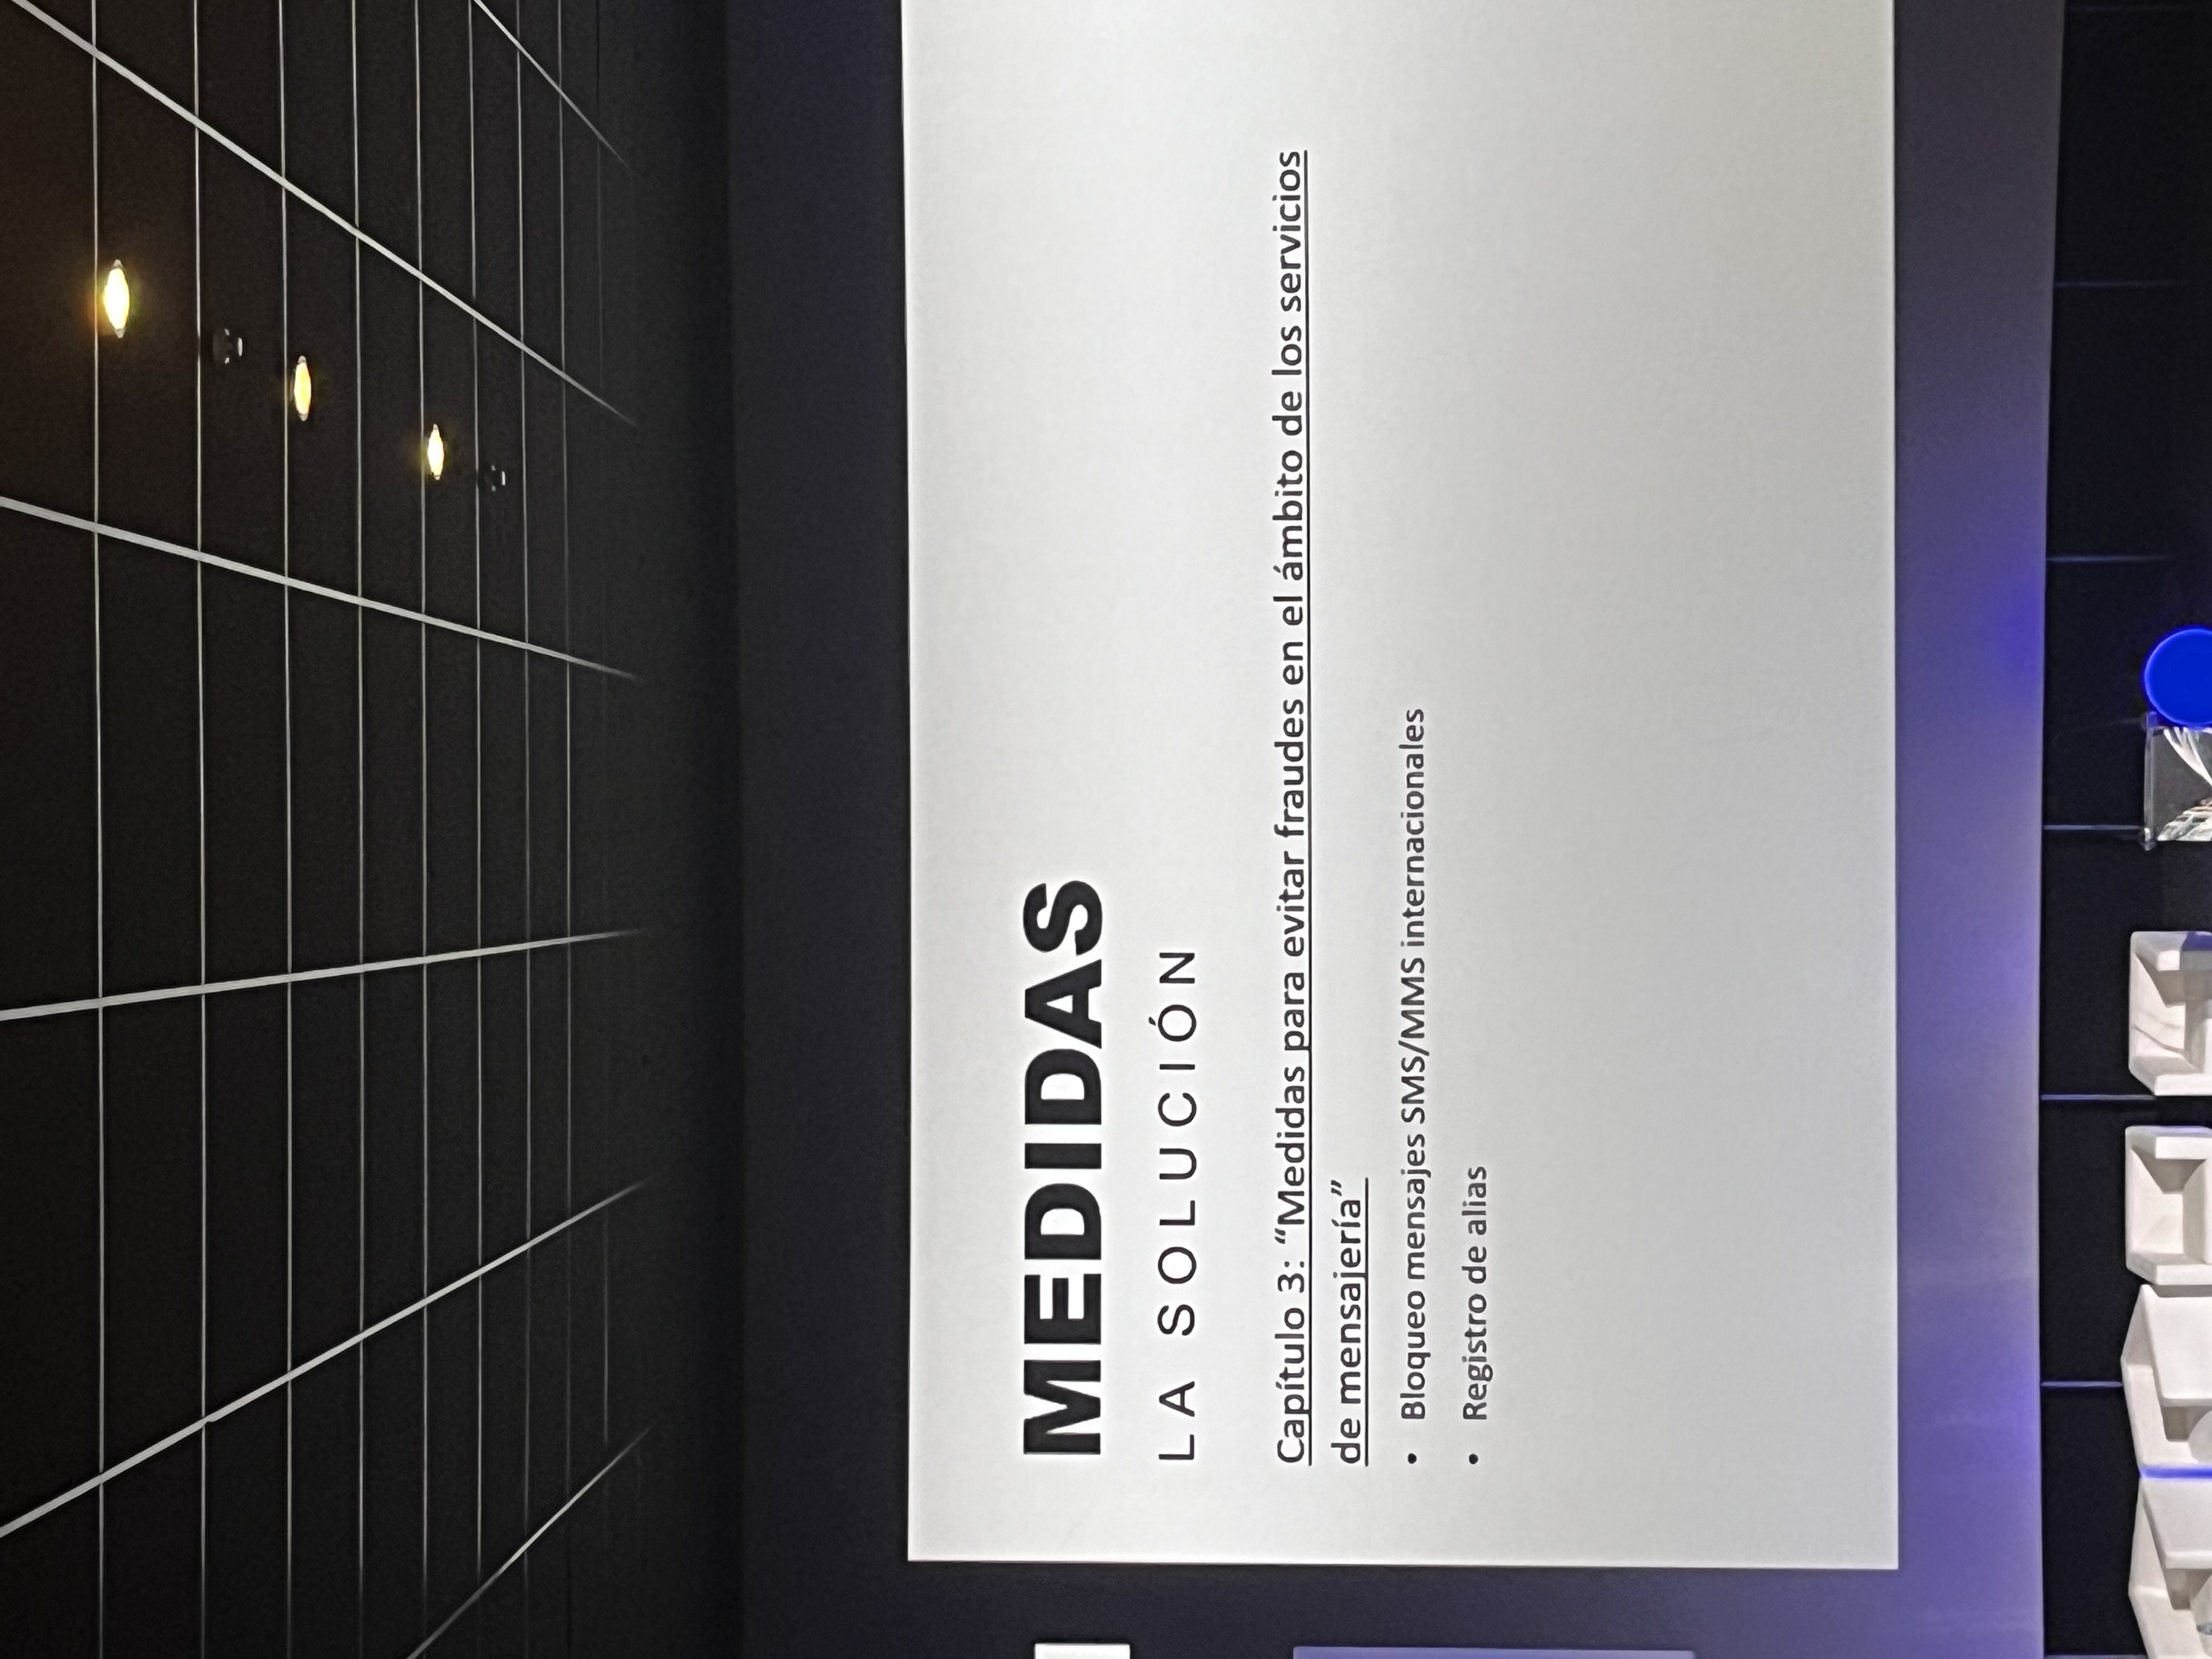 MEDIDAS
LA SOLUCIÓN
Capítulo 3: “Medidas para evitar fraudes en el ámbito de los servicios
de mensajería”
• Bloqueo mensajes SMS/MMS internacionales
• Registro de alias